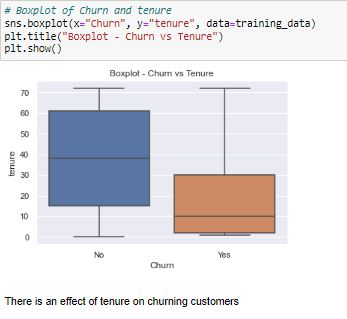 # Boxplot of Churn and tenure
sns.boxplot(x="Churn", y="tenure", data=training_data)
plt.title("Boxplot - Churn vs Tenure")
plt.show()
Boxplot - Churn vs Tenure
70
60
50
40
30
20
10
0
tenure
No Yes
Churn
There is an effect of tenure on churning customers